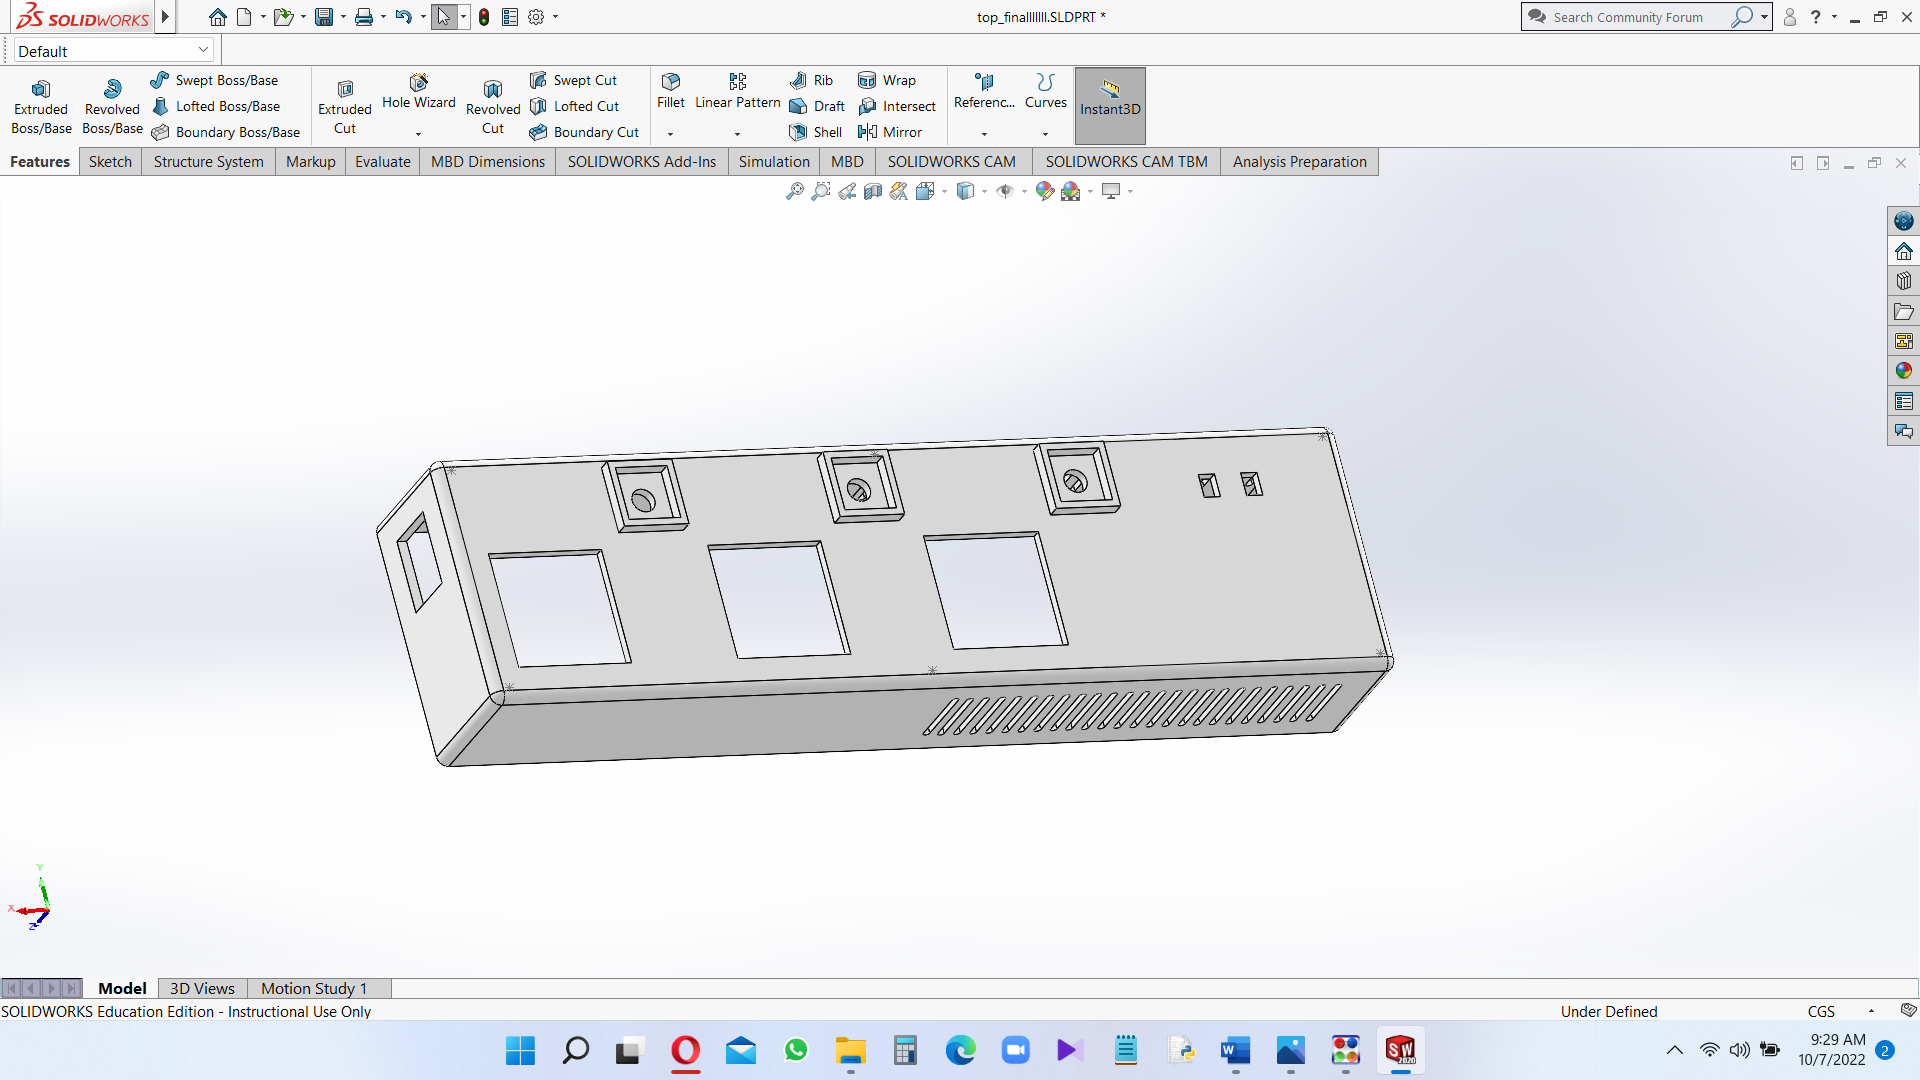 SOLIDWORKS
top_finalllllll.SLDPRT *
Search Community Forum
?
Default
Extruded Boss/Base
Revolved Boss/Base
Swept Boss/Base
Lofted Boss/Base
Boundary Boss/Base
Extruded Cut
Hole Wizard
Revolved Cut
Swept Cut
Lofted Cut
Boundary Cut
Fillet
Linear Pattern
Rib
Draft
Shell
Wrap
Intersect
Mirror
Referenc...
Curves
Instant3D
Features
Sketch
Structure System
Markup
Evaluate
MBD Dimensions
SOLIDWORKS Add-Ins
Simulation
MBD
SOLIDWORKS CAM
SOLIDWORKS CAM TBM
Analysis Preparation
Y
X
Z
Model
3D Views
Motion Study 1
SOLIDWORKS Education Edition - Instructional Use Only
Under Defined
CGS
W
SW
2020
9:29 AM
10/7/2022
2